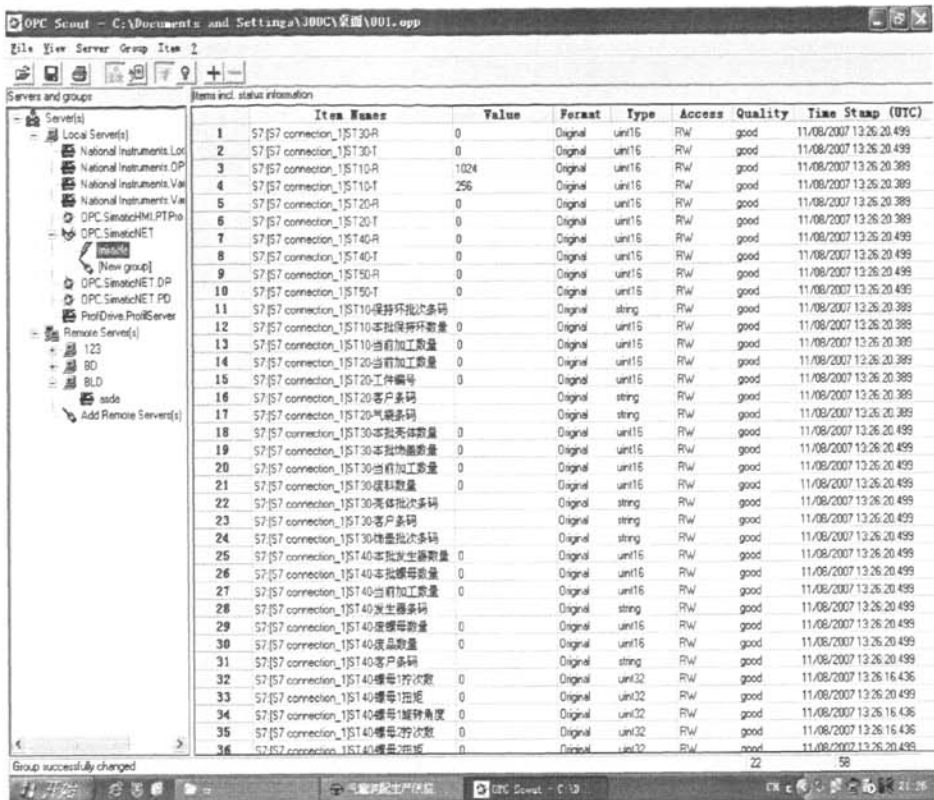 OPC Scout - C:\Documents and Settings\300C\桌面\001.opp
File View Server Group Item ?
Servers and groups
Items incl. status information
Server(s)
Local Server(s)
National Instruments.Lo
National Instruments.OP
National Instruments.Va
National Instruments.Va
OPC.SimaticHMI.PTPro
OPC.SimaticNET
[New group]
OPC.SimaticNET.DP
OPC.SimaticNET.PD
ProfiDrive.ProfilServer
Remote Server(s)
123
BD
BLD
Add Remote Servers(s)
Item Names Value Format Type Access Quality Time Stamp (UTC)
1 S7:[S7 connection_1]ST30-R 0 Original uint16 RW good 11/08/2007 13:26:20.499
2 S7:[S7 connection_1]ST30-T 0 Original uint16 RW good 11/08/2007 13:26:20.499
3 S7:[S7 connection_1]ST10-R 1024 Original uint16 RW good 11/08/2007 13:26:20.389
4 S7:[S7 connection_1]ST10-T 256 Original uint16 RW good 11/08/2007 13:26:20.389
5 S7:[S7 connection_1]ST20-R 0 Original uint16 RW good 11/08/2007 13:26:20.389
6 S7:[S7 connection_1]ST20-T 0 Original uint16 RW good 11/08/2007 13:26:20.389
7 S7:[S7 connection_1]ST40-R 0 Original uint16 RW good 11/08/2007 13:26:20.499
8 S7:[S7 connection_1]ST40-T 0 Original uint16 RW good 11/08/2007 13:26:20.499
9 S7:[S7 connection_1]ST50-R 0 Original uint16 RW good 11/08/2007 13:26:20.499
10 S7:[S7 connection_1]ST50-T 0 Original uint16 RW good 11/08/2007 13:26:20.499
11 S7:[S7 connection_1]ST10-保持环批次条码 Original string RW good 11/08/2007 13:26:20.389
12 S7:[S7 connection_1]ST10-本批保持环数量 0 Original uint16 RW good 11/08/2007 13:26:20.389
13 S7:[S7 connection_1]ST10-当前加工数量 0 Original uint16 RW good 11/08/2007 13:26:20.389
14 S7:[S7 connection_1]ST20-当前加工数量 0 Original uint16 RW good 11/08/2007 13:26:20.389
15 S7:[S7 connection_1]ST20-工件编号 0 Original uint16 RW good 11/08/2007 13:26:20.389
16 S7:[S7 connection_1]ST20-客户条码 Original string RW good 11/08/2007 13:26:20.389
17 S7:[S7 connection_1]ST20-气袋条码 Original string RW good 11/08/2007 13:26:20.389
18 S7:[S7 connection_1]ST30-本批壳体数量 0 Original uint16 RW good 11/08/2007 13:26:20.499
19 S7:[S7 connection_1]ST30-本批饰盖数量 0 Original uint16 RW good 11/08/2007 13:26:20.499
20 S7:[S7 connection_1]ST30-当前加工数量 0 Original uint16 RW good 11/08/2007 13:26:20.499
21 S7:[S7 connection_1]ST30-废料数量 0 Original uint16 RW good 11/08/2007 13:26:20.499
22 S7:[S7 connection_1]ST30-壳体批次条码 Original string RW good 11/08/2007 13:26:20.499
23 S7:[S7 connection_1]ST30-客户条码 Original string RW good 11/08/2007 13:26:20.499
24 S7:[S7 connection_1]ST30-饰盖批次条码 Original string RW good 11/08/2007 13:26:20.499
25 S7:[S7 connection_1]ST40-本批发生器数量 0 Original uint16 RW good 11/08/2007 13:26:20.499
26 S7:[S7 connection_1]ST40-本批螺母数量 0 Original uint16 RW good 11/08/2007 13:26:20.499
27 S7:[S7 connection_1]ST40-当前加工数量 0 Original uint16 RW good 11/08/2007 13:26:20.499
28 S7:[S7 connection_1]ST40-发生器条码 Original string RW good 11/08/2007 13:26:20.499
29 S7:[S7 connection_1]ST40-废螺母数量 0 Original uint16 RW good 11/08/2007 13:26:20.499
30 S7:[S7 connection_1]ST40-废品数量 0 Original uint16 RW good 11/08/2007 13:26:20.499
31 S7:[S7 connection_1]ST40-客户条码 Original string RW good 11/08/2007 13:26:20.499
32 S7:[S7 connection_1]ST40-螺母1拧次数 0 Original uint32 RW good 11/08/2007 13:26:16.436
33 S7:[S7 connection_1]ST40-螺母1扭矩 0 Original uint32 RW good 11/08/2007 13:26:20.499
34 S7:[S7 connection_1]ST40-螺母1旋转角度 0 Original uint32 RW good 11/08/2007 13:26:16.436
35 S7:[S7 connection_1]ST40-螺母2拧次数 0 Original uint32 RW good 11/08/2007 13:26:16.436
36 S7:[S7 connection_1]ST40-螺母2扭矩 0 Original uint32 RW good 11/08/2007 13:26:20.499
Group successfully changed 22 58
开始
OPC Scout - C:\D...
21:26